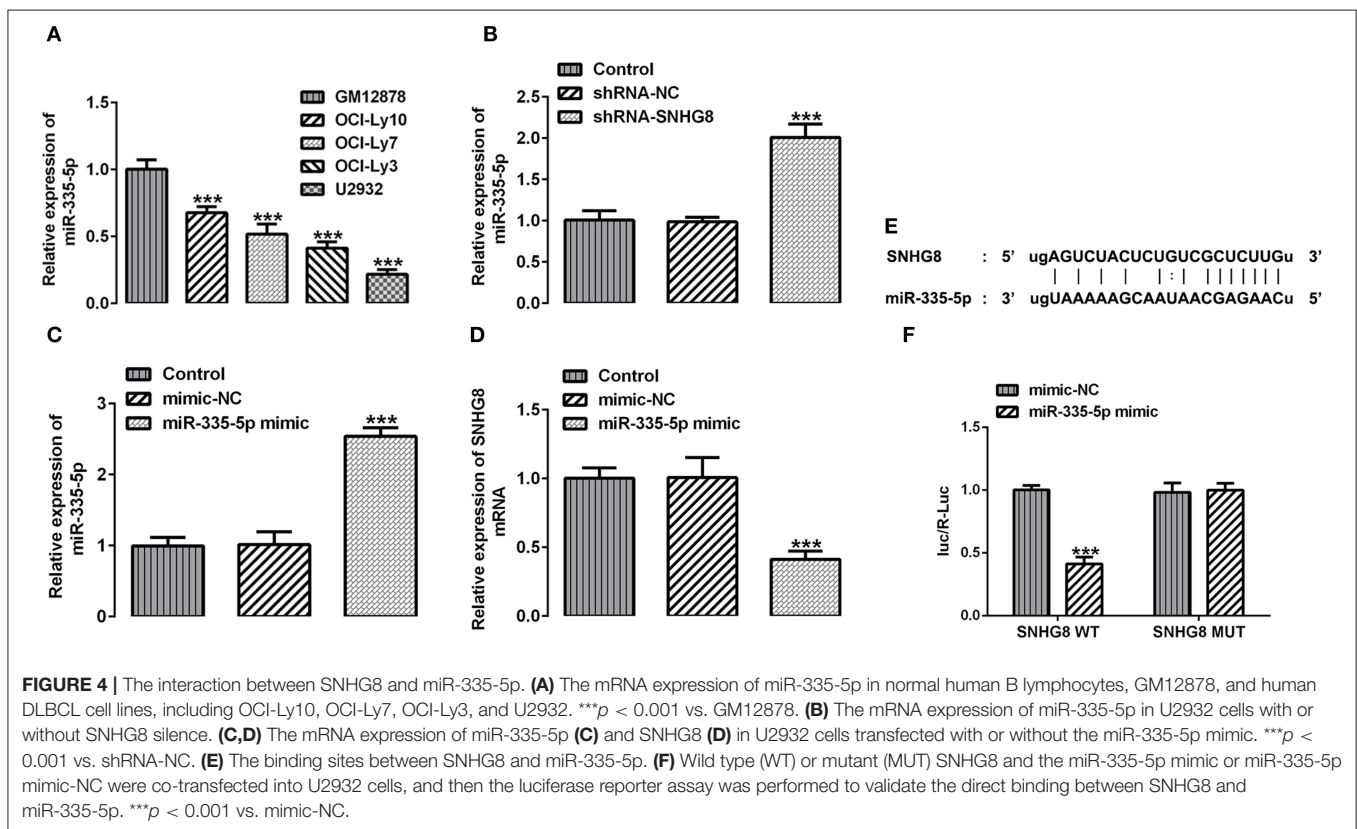 A
Relative expression of
miR-335-5p
1.5
1.0
0.5
0.0
GM12878
OCI-Ly10
OCI-Ly7
OCI-Ly3
U2932
***
***
***
***
B
Relative expression of
miR-335-5p
2.5
2.0
1.5
1.0
0.5
0.0
Control
shRNA-NC
shRNA-SNHG8
***
E
SNHG8 : 5’ ugAGUCUACUCUGUCGCUCUUGu 3’
| | | | | : | | | | | | | |
miR-335-5p : 3’ ugUAAAAAGCAAUAACGAGAACu 5’
C
Relative expression of
miR-335-5p
3
2
1
0
Control
mimic-NC
miR-335-5p mimic
***
D
Relative expression of SNHG8
mRNA
1.5
1.0
0.5
0.0
Control
mimic-NC
miR-335-5p mimic
***
F
mimic-NC
miR-335-5p mimic
luc/R-Luc
1.5
1.0
0.5
0.0
***
SNHG8 WT SNHG8 MUT
FIGURE 4 | The interaction between SNHG8 and miR-335-5p. (A) The mRNA expression of miR-335-5p in normal human B lymphocytes, GM12878, and human
DLBCL cell lines, including OCI-Ly10, OCI-Ly7, OCI-Ly3, and U2932. ***p < 0.001 vs. GM12878. (B) The mRNA expression of miR-335-5p in U2932 cells with or
without SNHG8 silence. (C,D) The mRNA expression of miR-335-5p (C) and SNHG8 (D) in U2932 cells transfected with or without the miR-335-5p mimic. ***p <
0.001 vs. shRNA-NC. (E) The binding sites between SNHG8 and miR-335-5p. (F) Wild type (WT) or mutant (MUT) SNHG8 and the miR-335-5p mimic or miR-335-5p
mimic-NC were co-transfected into U2932 cells, and then the luciferase reporter assay was performed to validate the direct binding between SNHG8 and
miR-335-5p. ***p < 0.001 vs. mimic-NC.